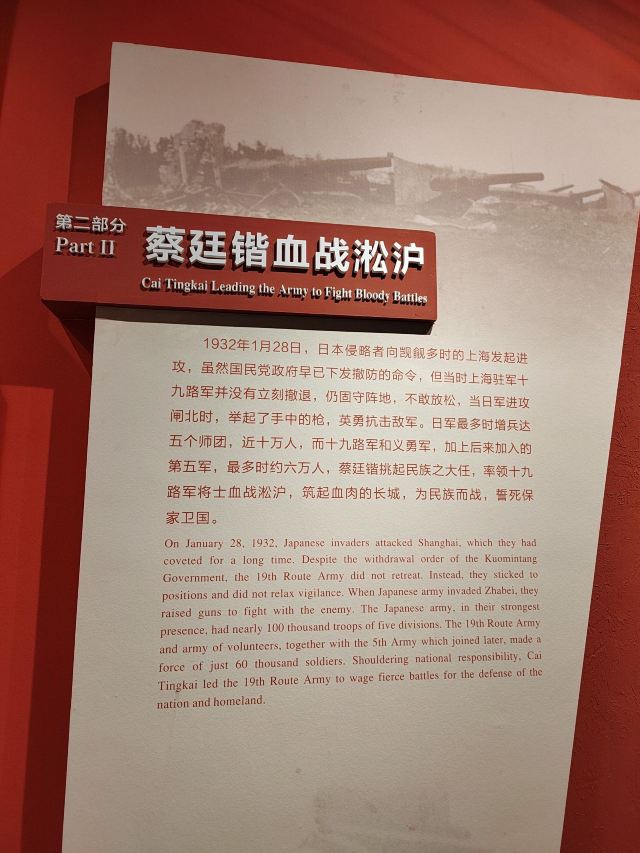 第二部分
Part II
蔡廷锴血战淞沪
Cai Tingkai Leading the Army to Fight Bloody Battles
1932年1月28日，日本侵略者向觊觎多时的上海发起进
攻，虽然国民党政府早已下发撤防的命令，但当时上海驻军十
九路军并没有立刻撤退，仍固守阵地，不敢放松，当日军进攻
闸北时，举起了手中的枪，英勇抗击敌军。日军最多时增兵达
五个师团，近十万人，而十九路军和义勇军，加上后来加入的
第五军，最多时约六万人，蔡廷锴挑起民族之大任，率领十九
路军将士血战淞沪，筑起血肉的长城，为民族而战，誓死保
家卫国。
On January 28, 1932, Japanese invaders attacked Shanghai, which they had
coveted for a long time. Despite the withdrawal order of the Kuomintang
Government, the 19th Route Army did not retreat. Instead, they sticked to
positions and did not relax vigilance. When Japanese army invaded Zhabei, they
raised guns to fight with the enemy. The Japanese army, in their strongest
presence, had nearly 100 thousand troops of five divisions. The 19th Route Army
and army of volunteers, together with the 5th Army which joined later, made a
force of just 60 thousand soldiers. Shouldering national responsibility, Cai
Tingkai led the 19th Route Army to wage fierce battles for the defense of the
nation and homeland.